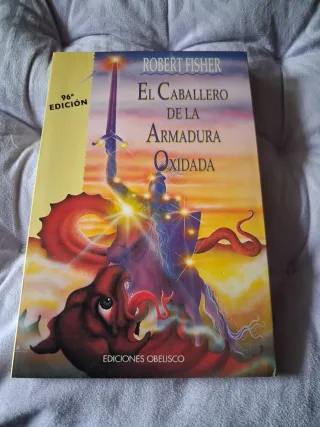 96ª
EDICIÓN
ROBERT FISHER
EL CABALLERO
DE LA
ARMADURA
OXIDADA
EDICIONES OBELISCO